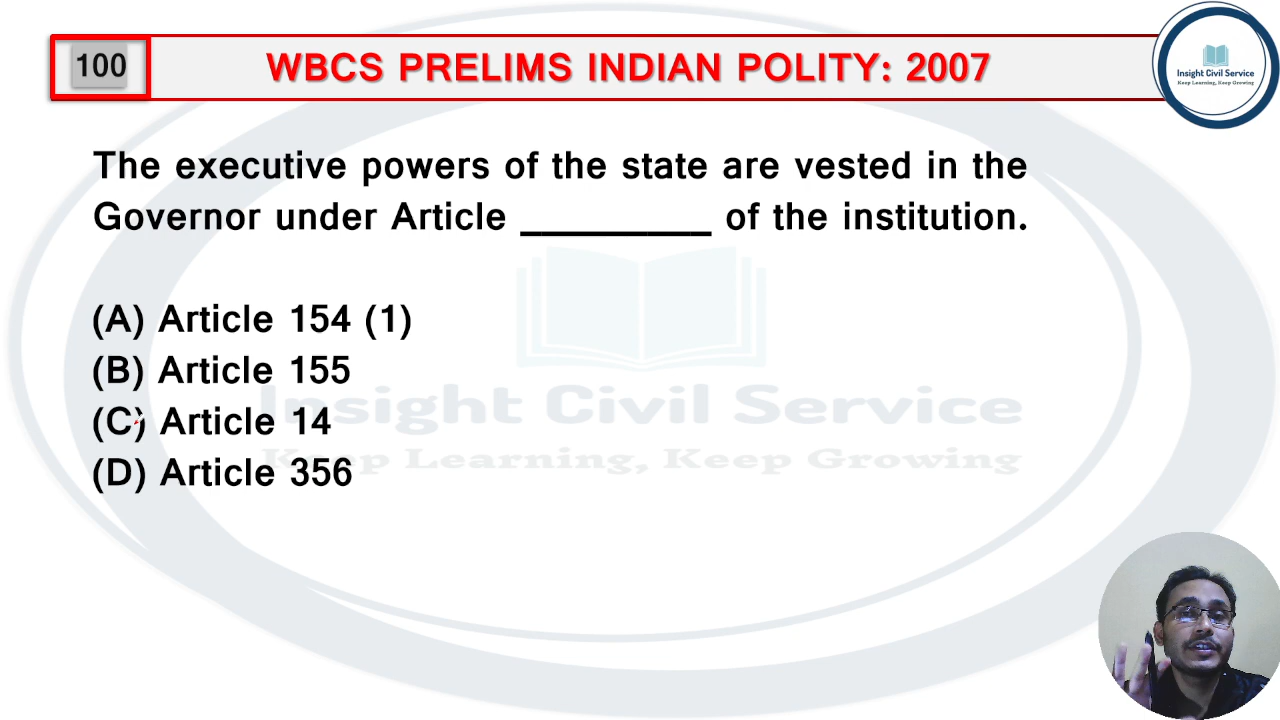 100
WBCS PRELIMS INDIAN POLITY: 2007
Insight Civil Service
Keep Learning, Keep Growing
The executive powers of the state are vested in the
Governor under Article __________ of the institution.
(A) Article 154 (1)
(B) Article 155
(C) Article 14
(D) Article 356
Insight Civil Service
Keep Learning, Keep Growing